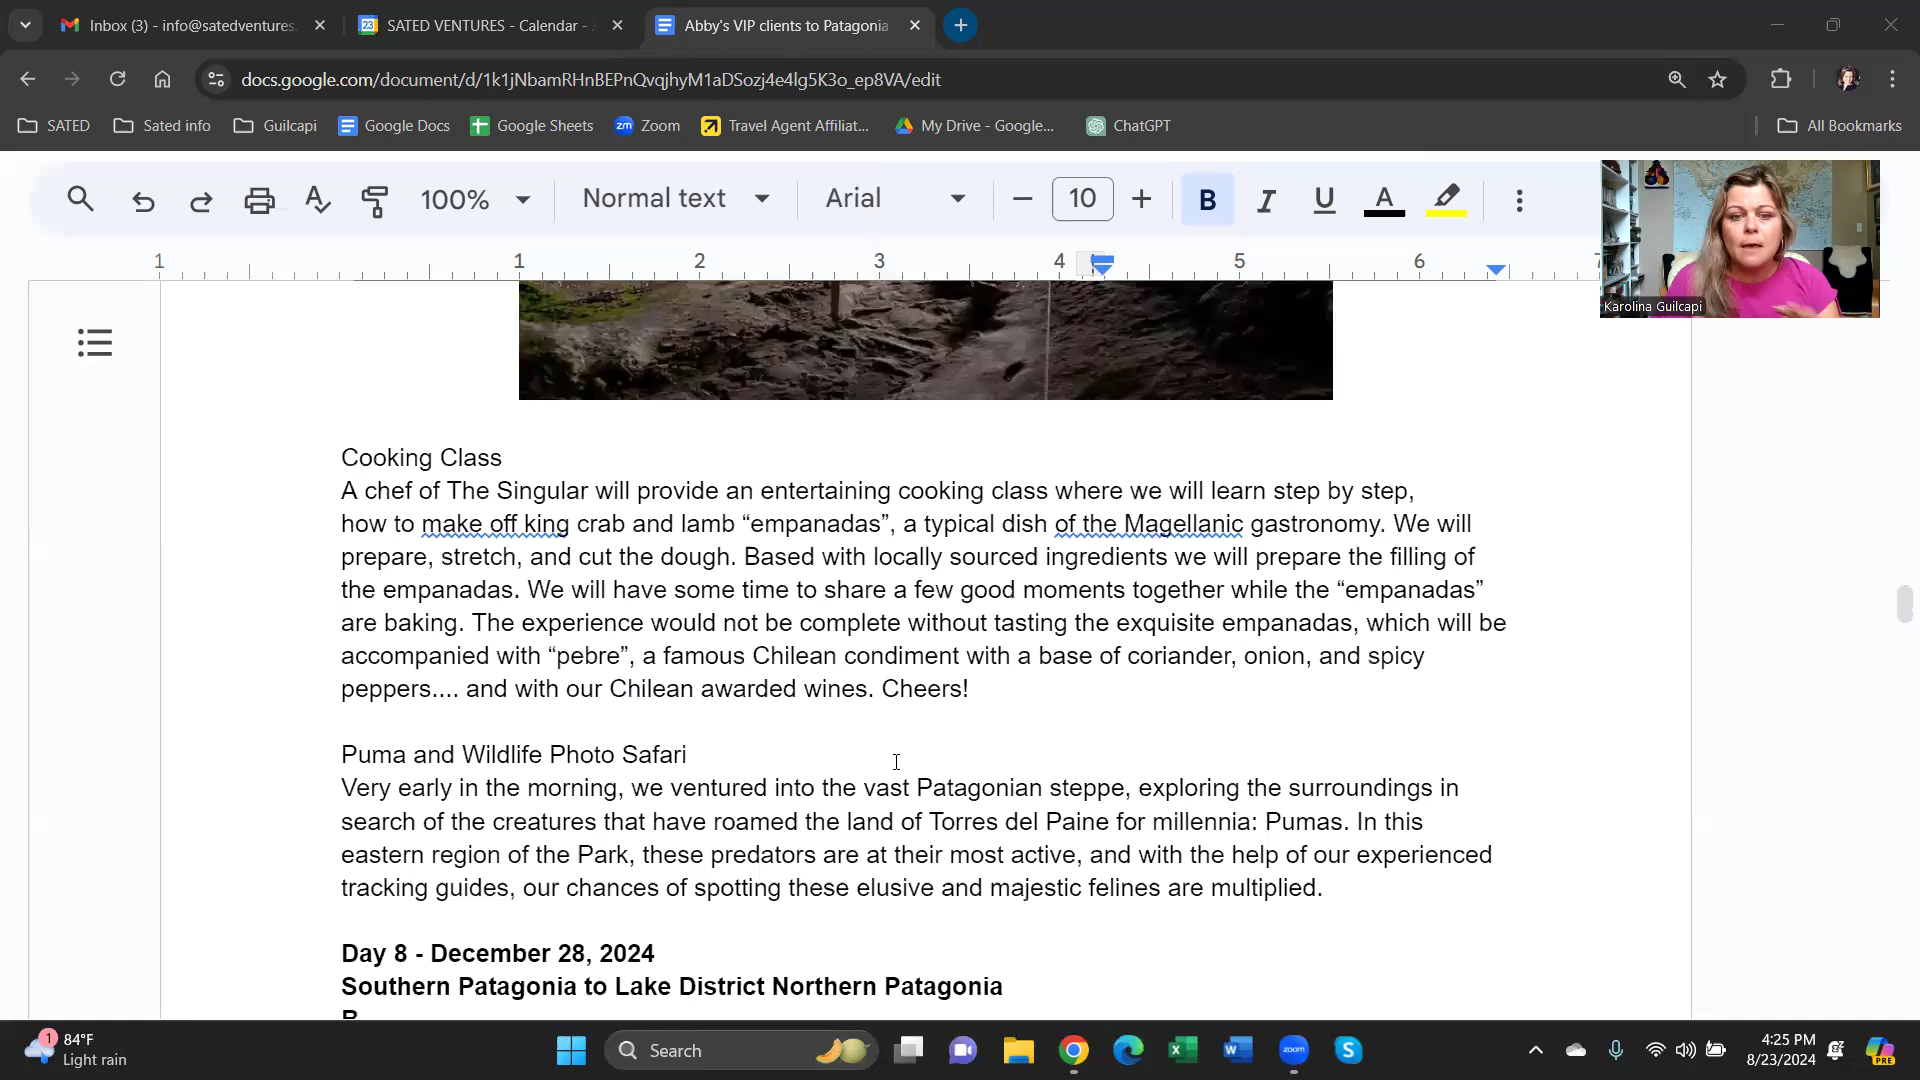 Inbox (3) - info@satedventures.
SATED VENTURES - Calendar -
Abby's VIP clients to Patagonia
docs.google.com/document/d/1k1jNbamRHnBEPnQvqjhyM1aDSozj4e4lg5K3o_ep8VA/edit
SATED
Sated info
Guilcapi
Google Docs
Google Sheets
zm Zoom
Travel Agent Affiliat...
My Drive - Google...
ChatGPT
All Bookmarks
100%
Normal text
Arial
10
B
I
U
A
1 1 2 3 4 5 6
Karolina Guilcapi
Cooking Class
A chef of The Singular will provide an entertaining cooking class where we will learn step by step,
how to make off king crab and lamb “empanadas”, a typical dish of the Magellanic gastronomy. We will
prepare, stretch, and cut the dough. Based with locally sourced ingredients we will prepare the filling of
the empanadas. We will have some time to share a few good moments together while the “empanadas”
are baking. The experience would not be complete without tasting the exquisite empanadas, which will be
accompanied with “pebre”, a famous Chilean condiment with a base of coriander, onion, and spicy
peppers.... and with our Chilean awarded wines. Cheers!
Puma and Wildlife Photo Safari
Very early in the morning, we ventured into the vast Patagonian steppe, exploring the surroundings in
search of the creatures that have roamed the land of Torres del Paine for millennia: Pumas. In this
eastern region of the Park, these predators are at their most active, and with the help of our experienced
tracking guides, our chances of spotting these elusive and majestic felines are multiplied.
Day 8 - December 28, 2024
Southern Patagonia to Lake District Northern Patagonia
B
1
84°F
Light rain
Search
zoom
4:25 PM
8/23/2024
PRE